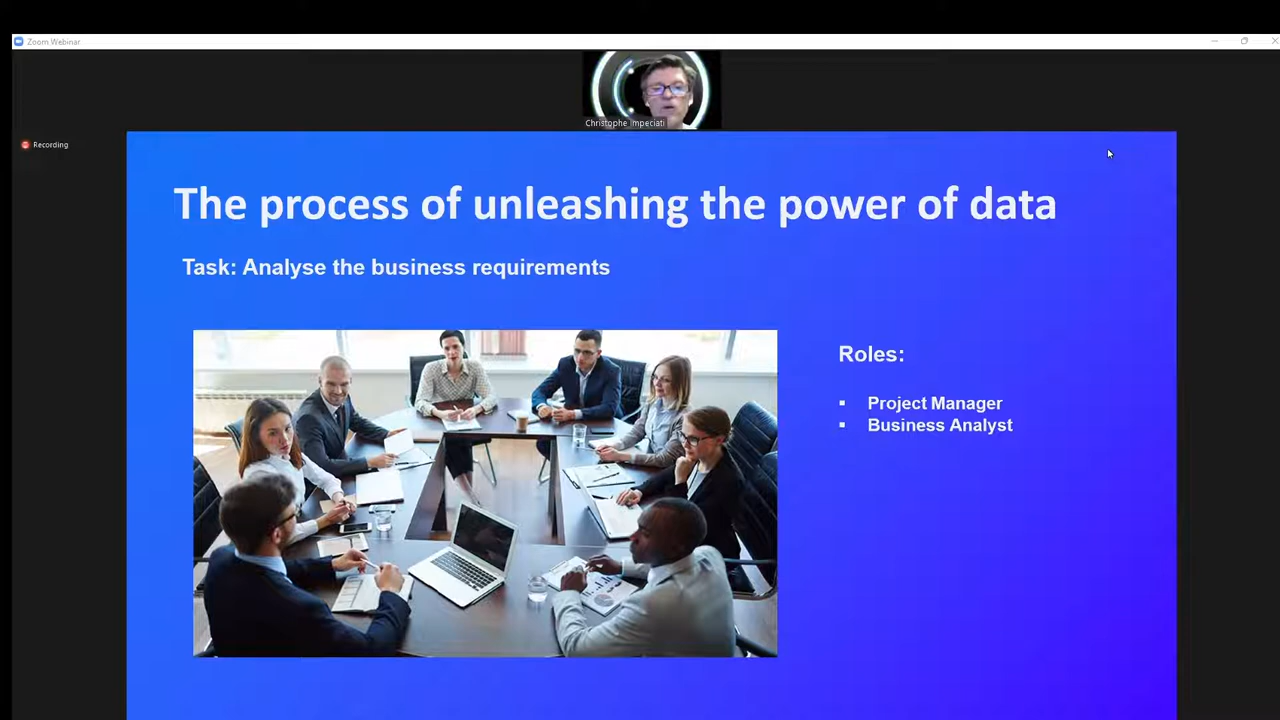 Zoom Webinar
Christophe Impeciati
Recording
The process of unleashing the power of data
Task: Analyse the business requirements
Roles:
▪ Project Manager
▪ Business Analyst